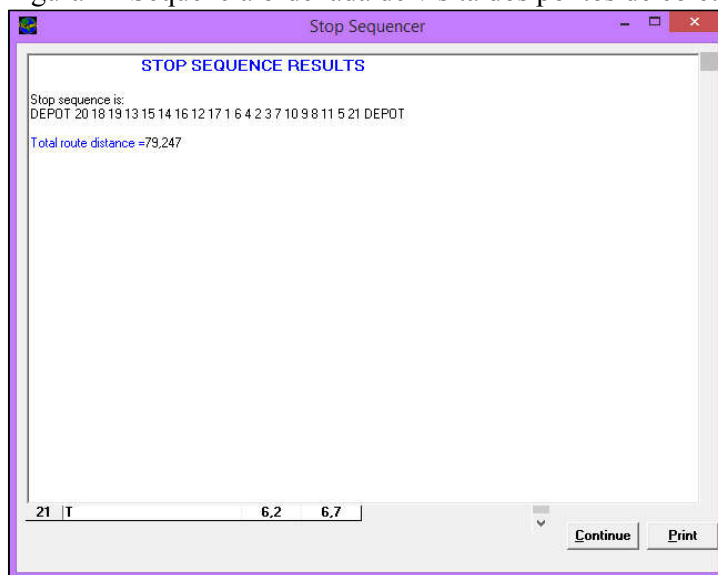 Stop Sequencer
STOP SEQUENCE RESULTS
Stop sequence is:
DEPOT 20 18 19 13 15 14 16 12 17 1 6 4 2 3 7 10 9 8 11 5 21 DEPOT
Total route distance =79,247
21 T 6,2 6,7
Continue Print